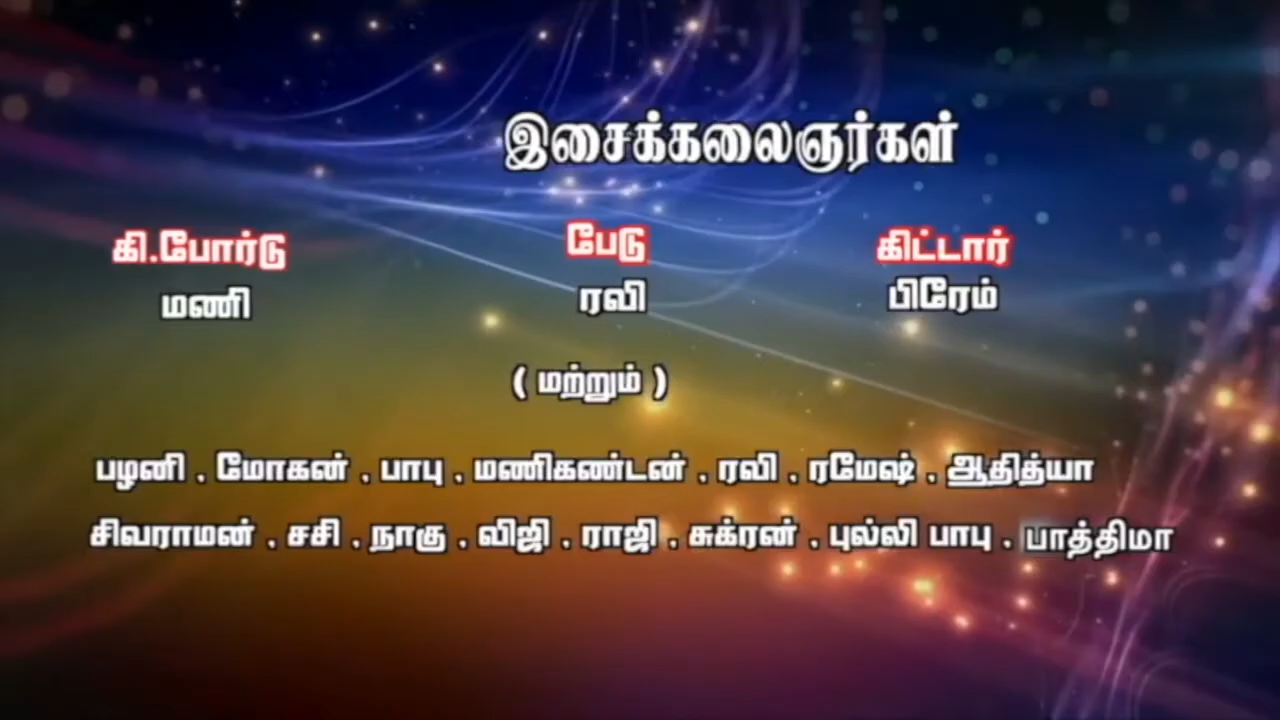 இசைக்கலைஞர்கள்
கி.போர்டு பேடு கிட்டார்
மணி ரவி பிரேம்
( மற்றும் )
பழனி . மோகன் . பாபு . மணிகண்டன் . ரவி . ரமேஷ் . ஆதித்யா
சிவராமன் . சசி . நாகு . விஜி . ராஜி . சுக்ரன் . புல்லி பாபு . பாத்திமா